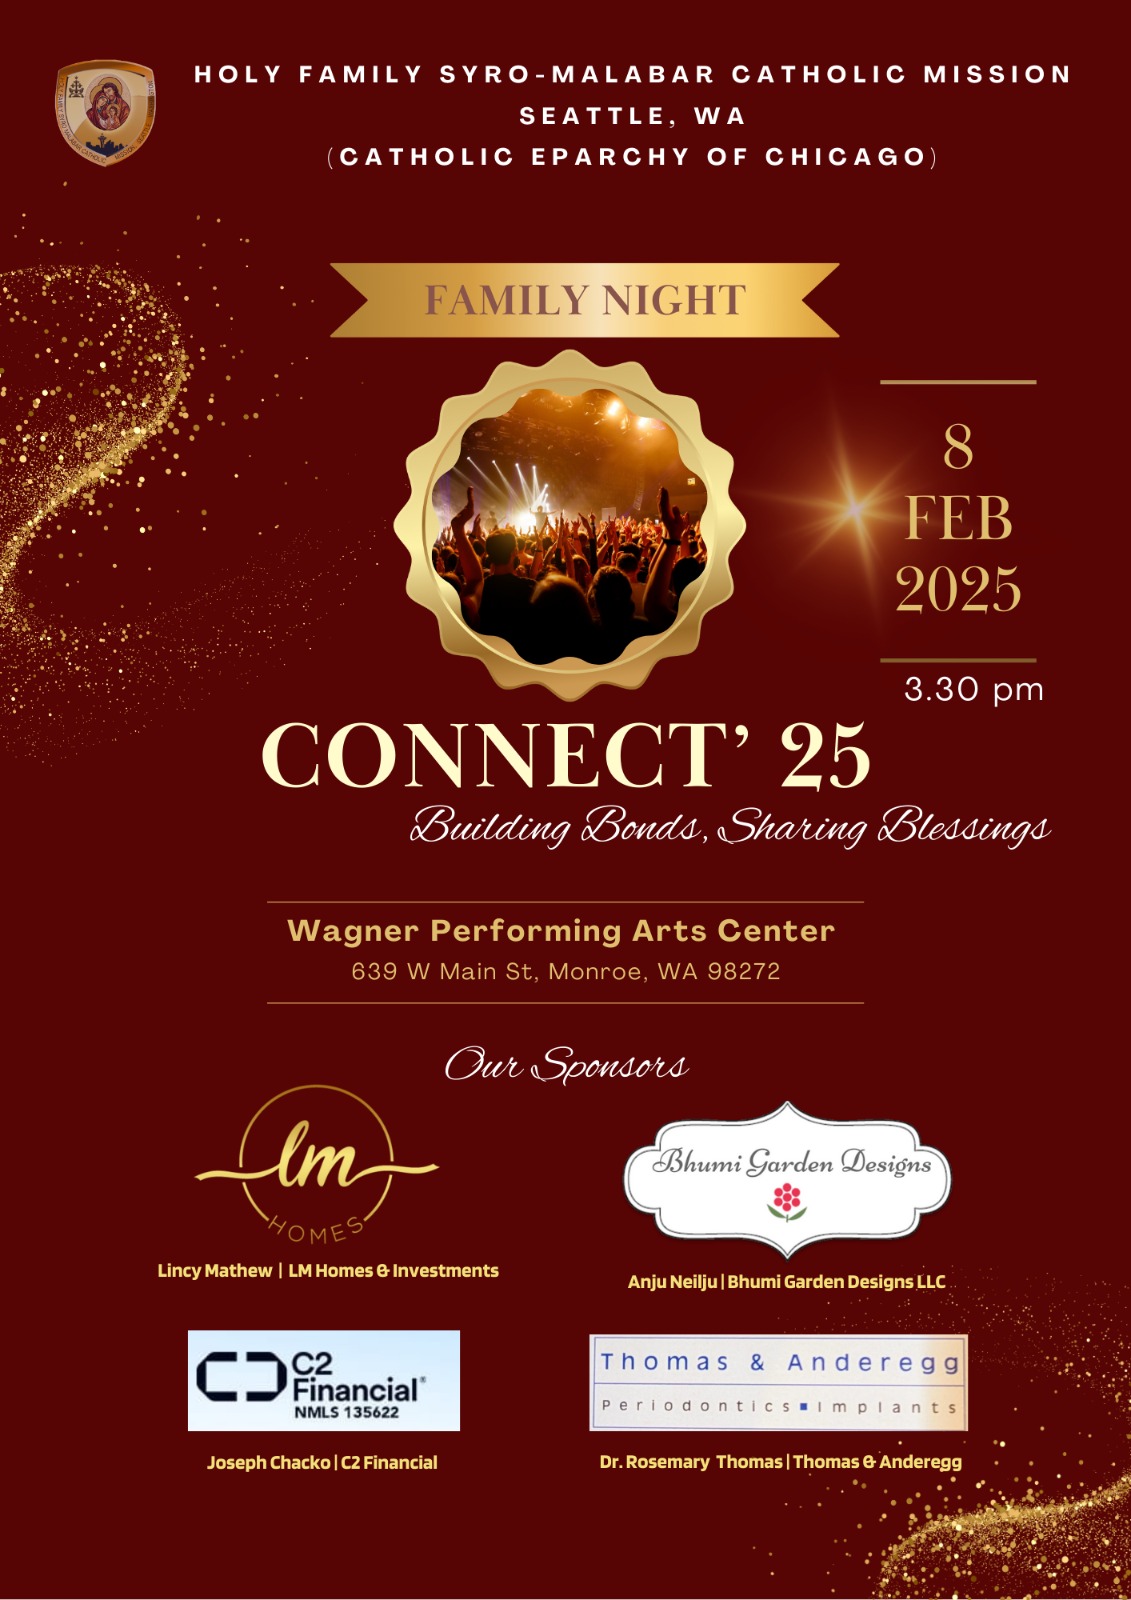 HOLY FAMILY SYRO-MALABAR CATHOLIC MISSION
SEATTLE, WA
(CATHOLIC EPARCHY OF CHICAGO)
FAMILY NIGHT
8
FEB
2025
3.30 pm
CONNECT' 25
Building Bonds, Sharing Blessings
Wagner Performing Arts Center
639 W Main St, Monroe, WA 98272
Our Sponsors
lm
HOMES
Lincy Mathew | LM Homes & Investments
Bhumi Garden Designs
Anju Neilju | Bhumi Garden Designs LLC
C2
Financial®
NMLS 135622
Joseph Chacko | C2 Financial
Thomas & Anderegg
Periodontics ▪ Implants
Dr. Rosemary Thomas | Thomas & Anderegg